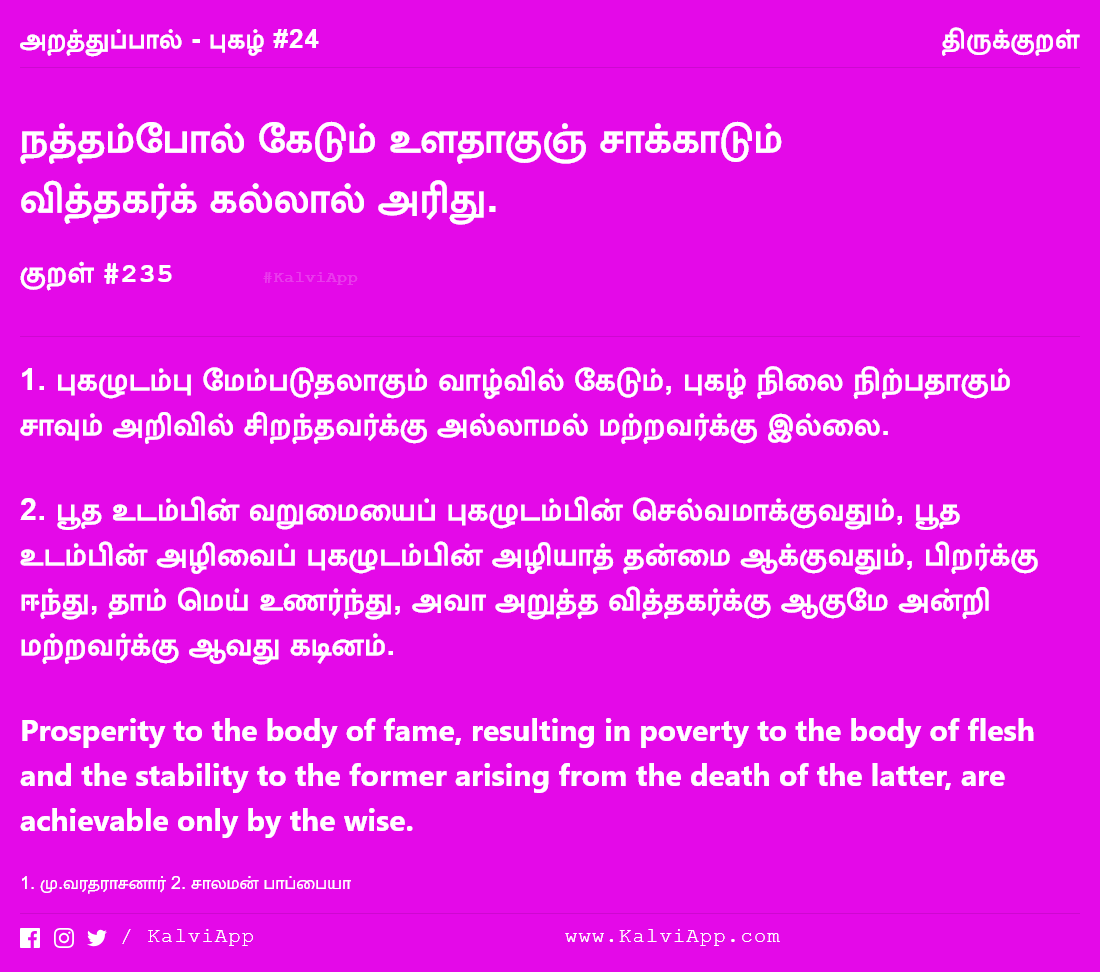 அறத்துப்பால் - புகழ் #24
திருக்குறள்
நத்தம்போல் கேடும் உளதாகுஞ் சாக்காடும்
வித்தகர்க் கல்லால் அரிது.
குறள் #235
#KalviApp
1. புகழுடம்பு மேம்படுதலாகும் வாழ்வில் கேடும், புகழ் நிலை நிற்பதாகும்
சாவும் அறிவில் சிறந்தவர்க்கு அல்லாமல் மற்றவர்க்கு இல்லை.
2. பூத உடம்பின் வறுமையைப் புகழுடம்பின் செல்வமாக்குவதும், பூத
உடம்பின் அழிவைப் புகழுடம்பின் அழியாத் தன்மை ஆக்குவதும், பிறர்க்கு
ஈந்து, தாம் மெய் உணர்ந்து, அவா அறுத்த வித்தகர்க்கு ஆகுமே அன்றி
மற்றவர்க்கு ஆவது கடினம்.
Prosperity to the body of fame, resulting in poverty to the body of flesh
and the stability to the former arising from the death of the latter, are
achievable only by the wise.
1. மு.வரதராசனார் 2. சாலமன் பாப்பையா
/ KalviApp
www.KalviApp.com